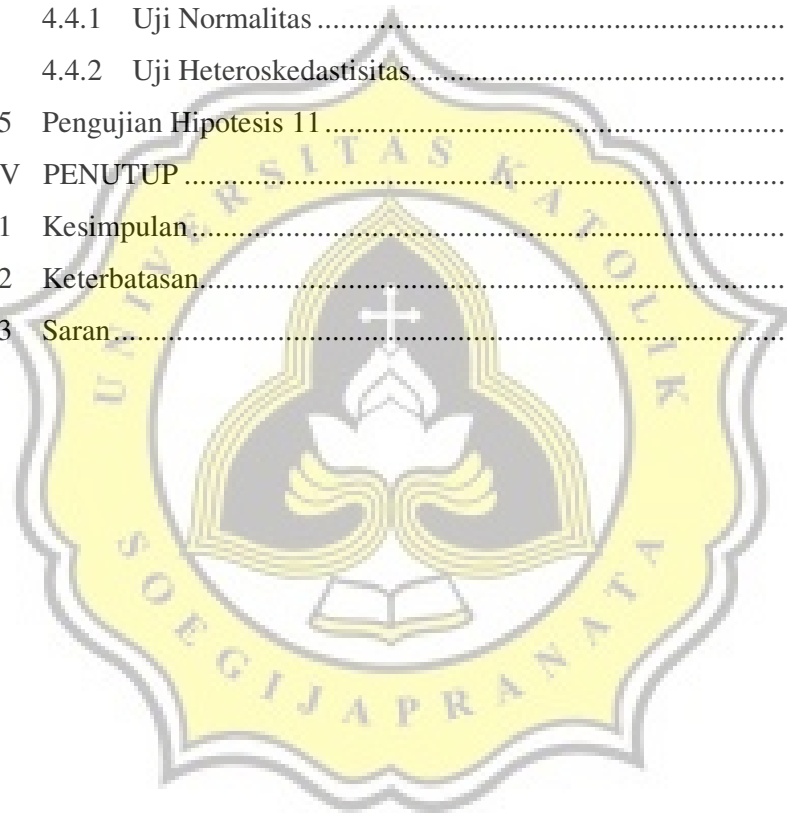 4.4.1 Uji Normalitas ........................................................................
4.4.2 Uji Heteroskedastisitas........................................................
5 Pengujian Hipotesis 11 ........................................................................
V PENUTUP ........................................................................................
1 Kesimpulan........................................................................................
2 Keterbatasan......................................................................................
3 Saran ................................................................................................
UNIVERSITAS KATOLIK
SOEGIJAPRANATA